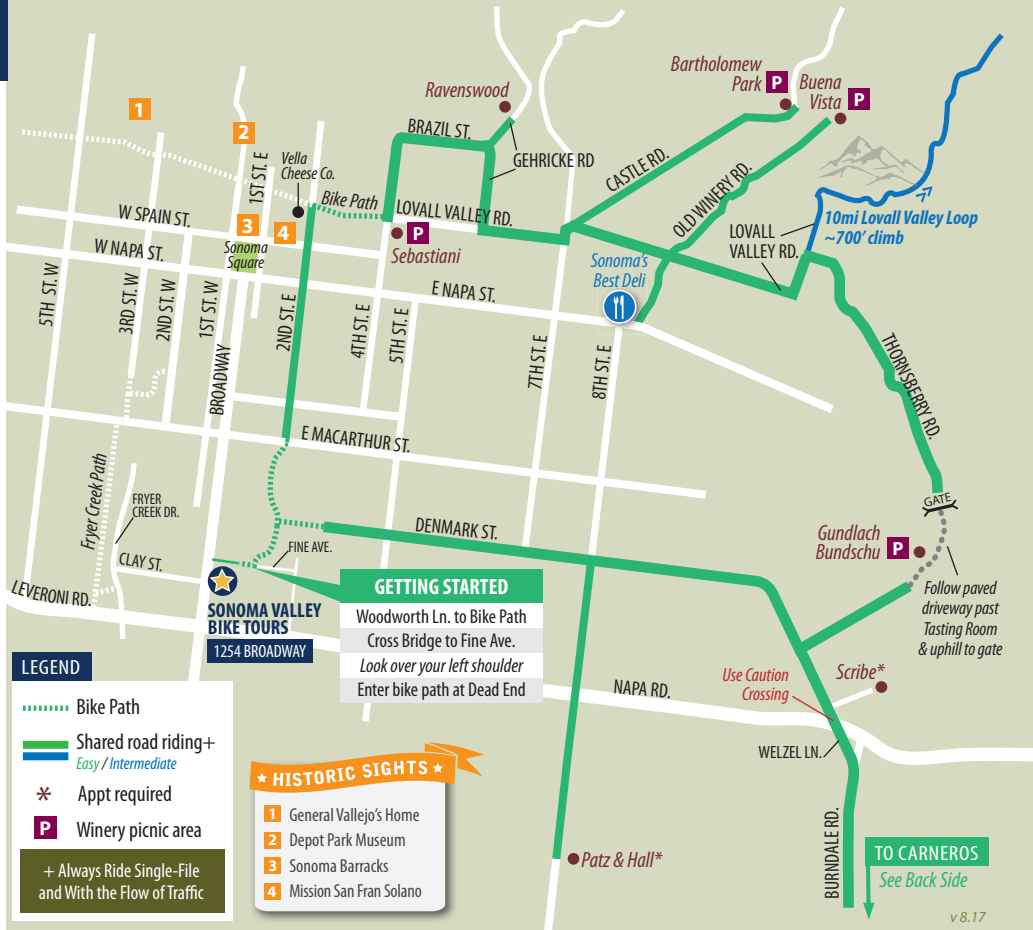 1
2
Ravenswood
BRAZIL ST.
GEHRICKE RD
Bartholomew
Park P
Buena
Vista P
CASTLE RD.
OLD WINERY RD.
1ST ST. E
Vella
Cheese Co.
Bike Path
LOVALL VALLEY RD.
P
Sebastiani
W SPAIN ST.
W NAPA ST.
3
4
Sonoma
Square
LOVALL
VALLEY RD.
10mi Lovall Valley Loop
~700' climb
Sonoma's
Best Deli
E NAPA ST.
5TH ST. W
3RD ST. W
2ND ST. W
1ST ST. W
BROADWAY
2ND ST. E
4TH ST. E
5TH ST. E
7TH ST. E
8TH ST. E
THORNSBERRY RD.
E MACARTHUR ST.
Fryer Creek Path
FRYER
CREEK DR.
CLAY ST.
FINE AVE.
DENMARK ST.
GATE
Gundlach
Bundschu P
Follow paved
driveway past
Tasting Room
& uphill to gate
LEVERONI RD.
SONOMA VALLEY
BIKE TOURS
1254 BROADWAY
GETTING STARTED
Woodworth Ln. to Bike Path
Cross Bridge to Fine Ave.
Look over your left shoulder
Enter bike path at Dead End
NAPA RD.
Use Caution
Crossing
Scribe*
WELZEL LN.
BURNDALE RD.
Patz & Hall*
TO CARNEROS
See Back Side
LEGEND
Bike Path
Shared road riding+
Easy / Intermediate
* Appt required
P Winery picnic area
+ Always Ride Single-File
and With the Flow of Traffic
HISTORIC SIGHTS
1 General Vallejo's Home
2 Depot Park Museum
3 Sonoma Barracks
4 Mission San Fran Solano
v 8.17